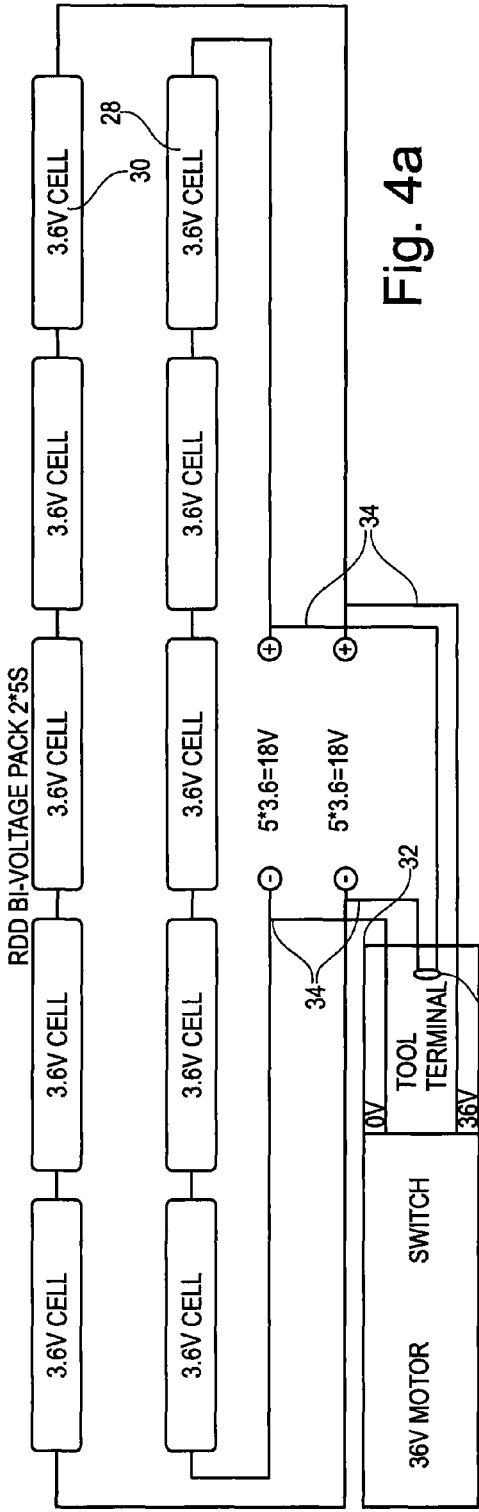 RDD BI-VOLTAGE PACK 2*5S
3.6V CELL
3.6V CELL
3.6V CELL
3.6V CELL
3.6V CELL
30
3.6V CELL
3.6V CELL
3.6V CELL
3.6V CELL
3.6V CELL
28
- 5*3.6=18V +
- 5*3.6=18V +
34
34
32
36V MOTOR
SWITCH
0V
TOOL
TERMINAL
36V
Fig. 4a